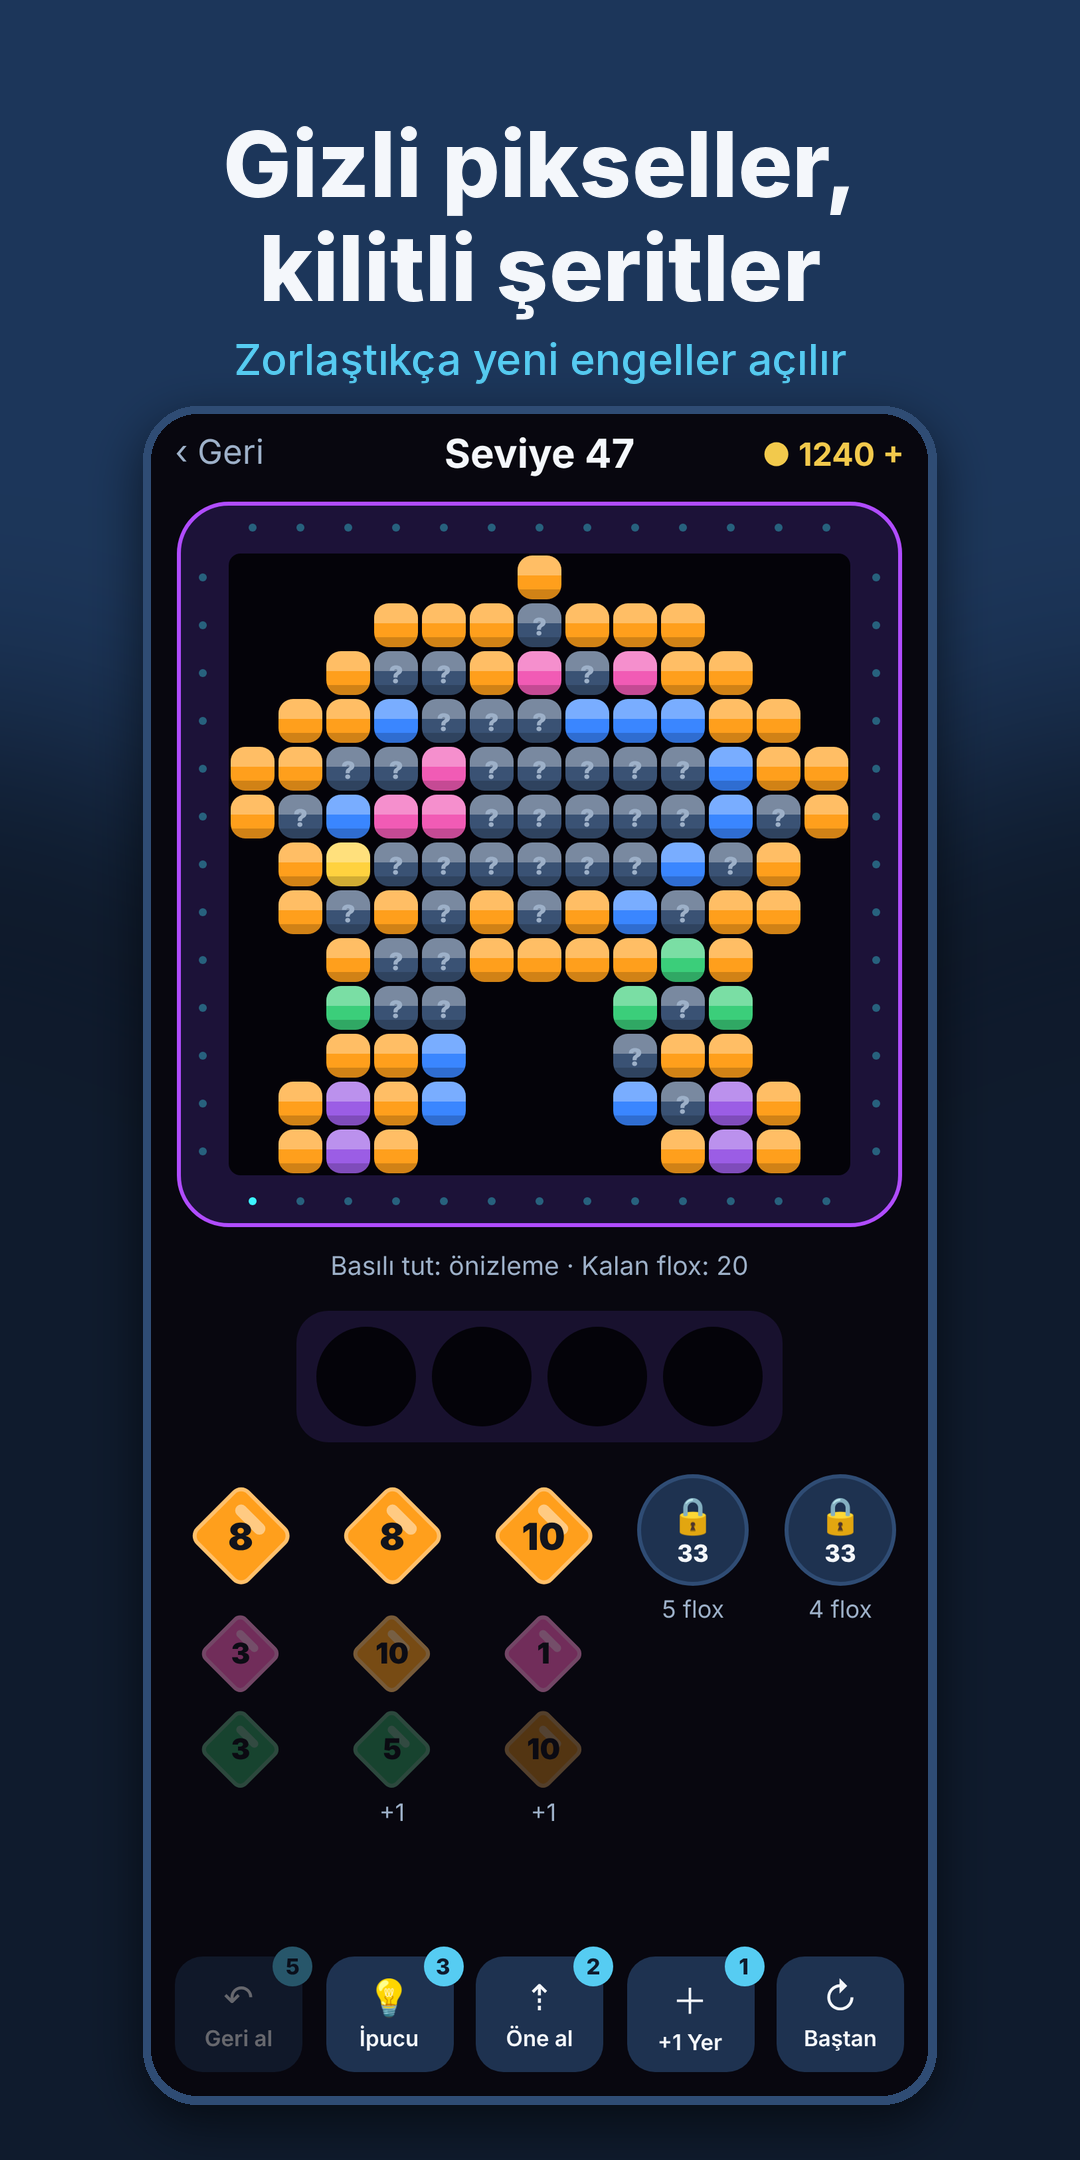 Gizli pikseller,
kilitli şeritler
Zorlaştıkça yeni engeller açılır
‹ Geri Seviye 47 1240 +
?
? ? ?
? ? ?
? ? ? ? ? ? ?
? ? ? ? ? ? ?
? ? ? ? ? ? ?
? ? ? ?
? ?
? ? ?
?
?
Basılı tut: önizleme · Kalan flox: 20
8 8 10 33 33
5 flox 4 flox
3 10 1
3 5 10
+1 +1
5 3 2 1
Geri al İpucu Öne al +1 Yer Baştan